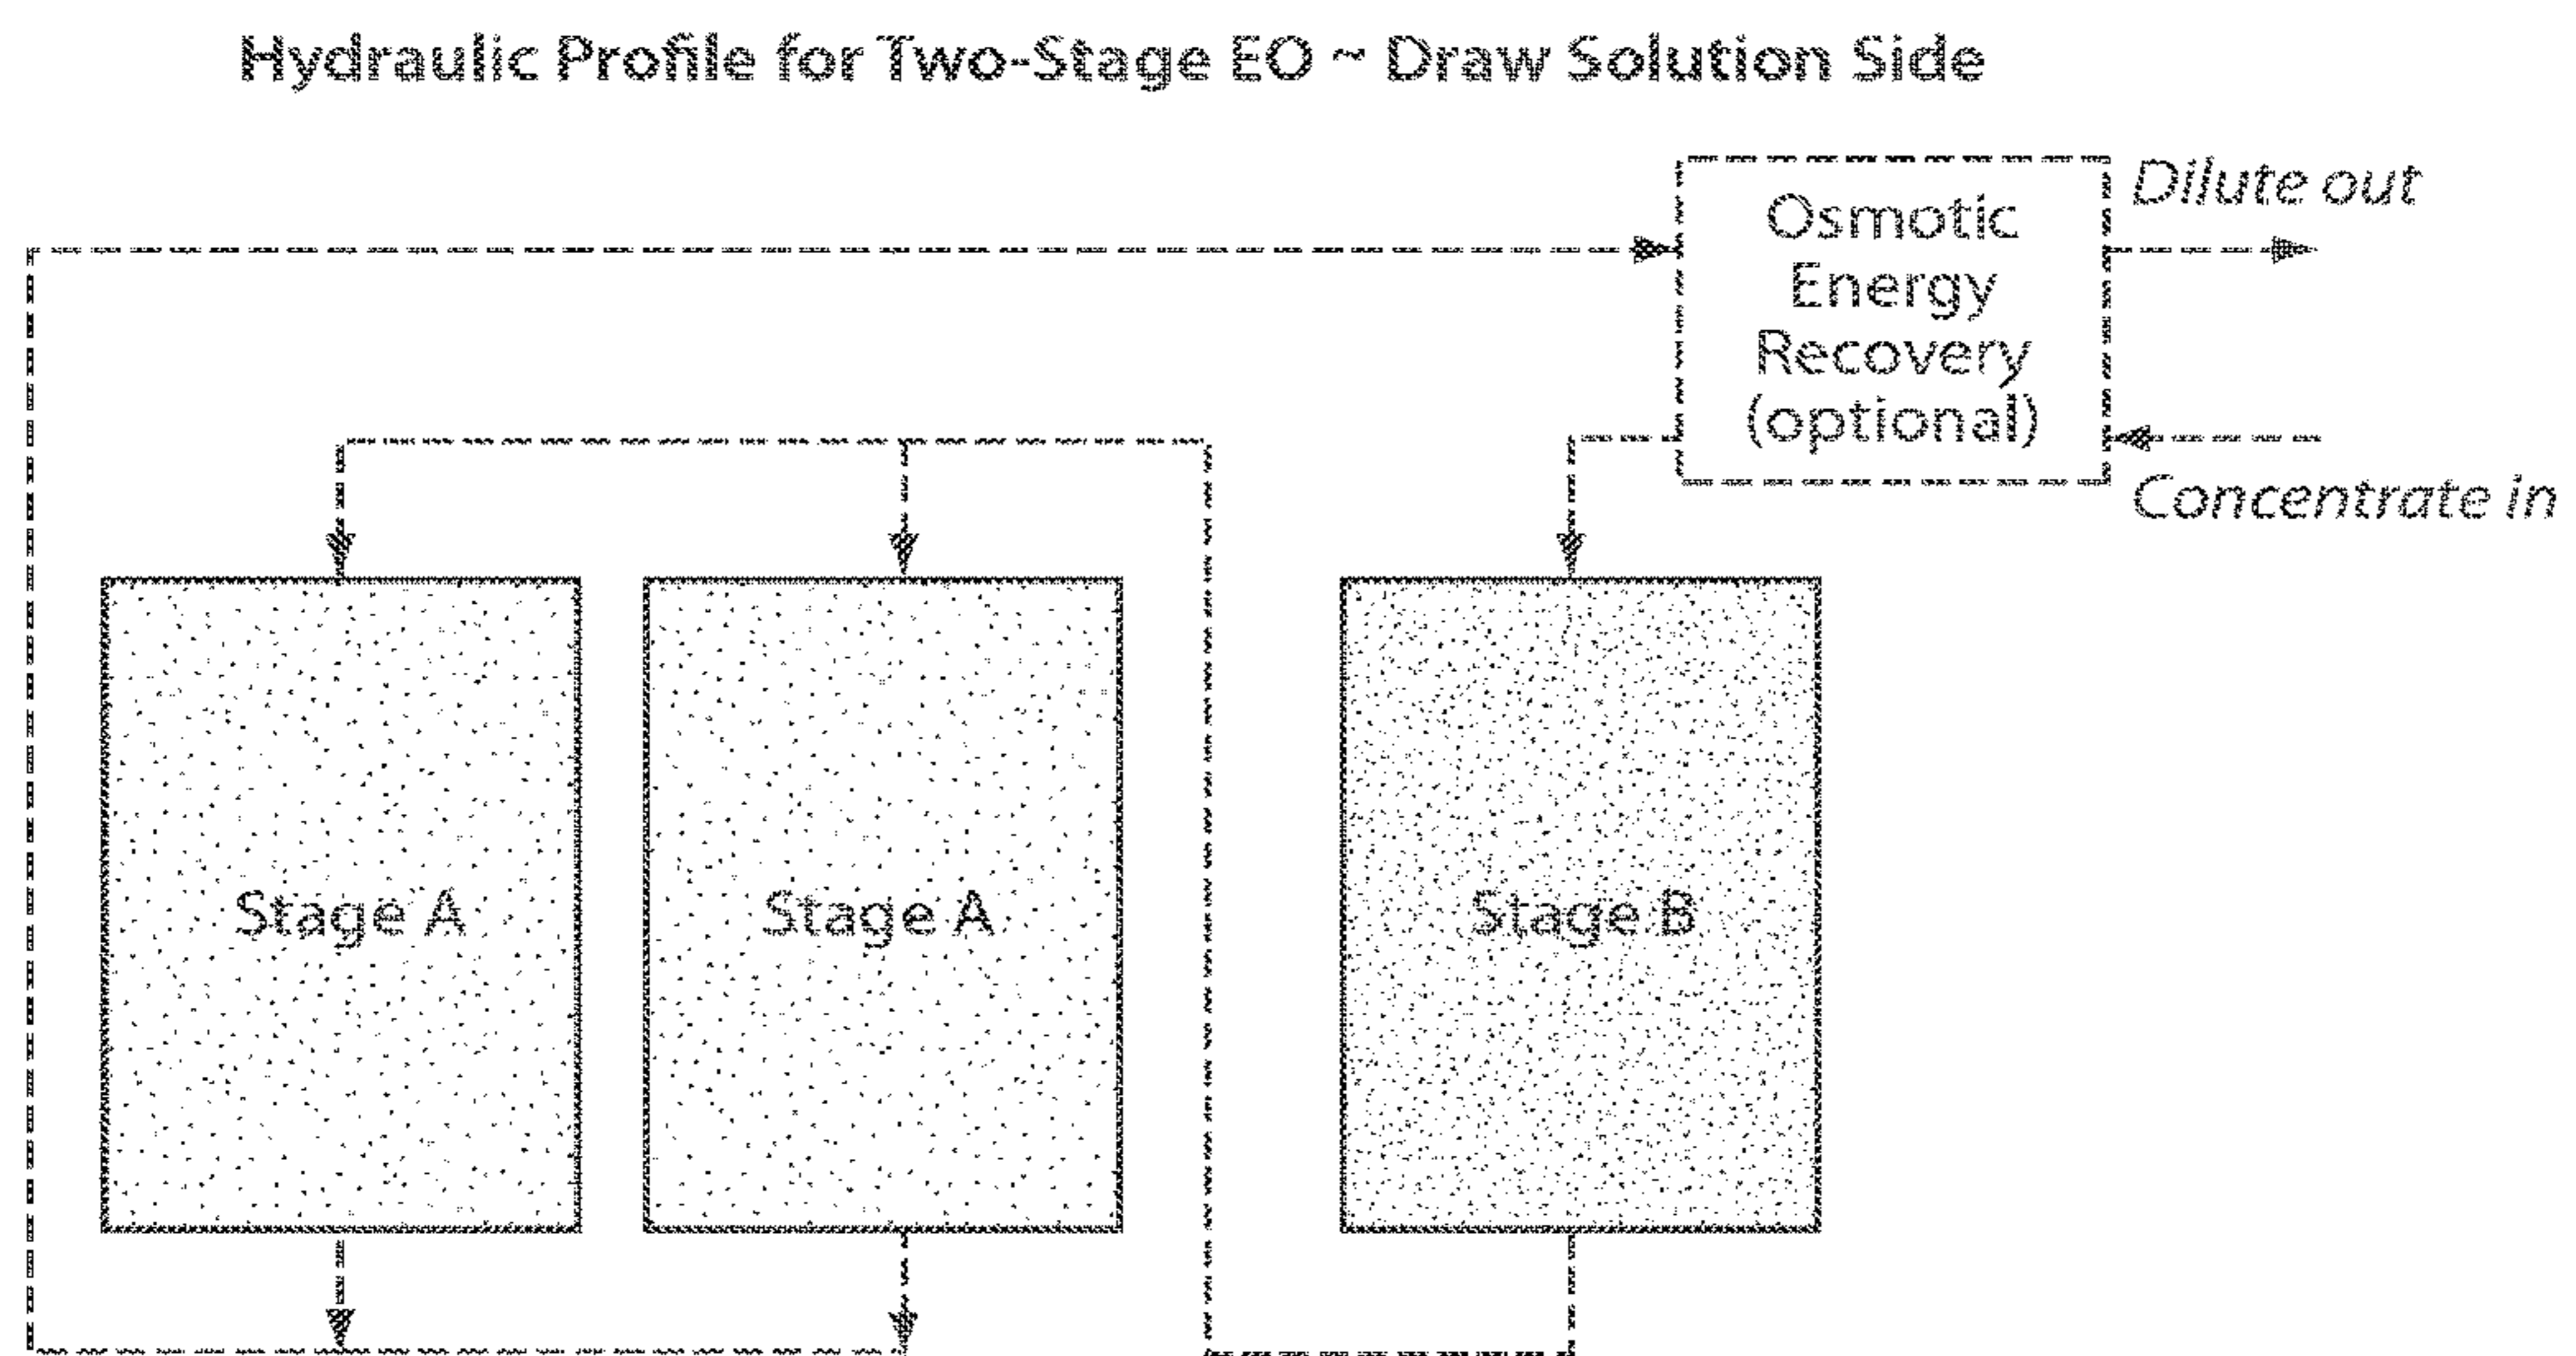 Hydraulic Profile for Two-Stage EO ~ Draw Solution Side
Osmotic
Energy
Recovery
(optional)
Dilute out
Concentrate in
Stage A
Stage A
Stage B